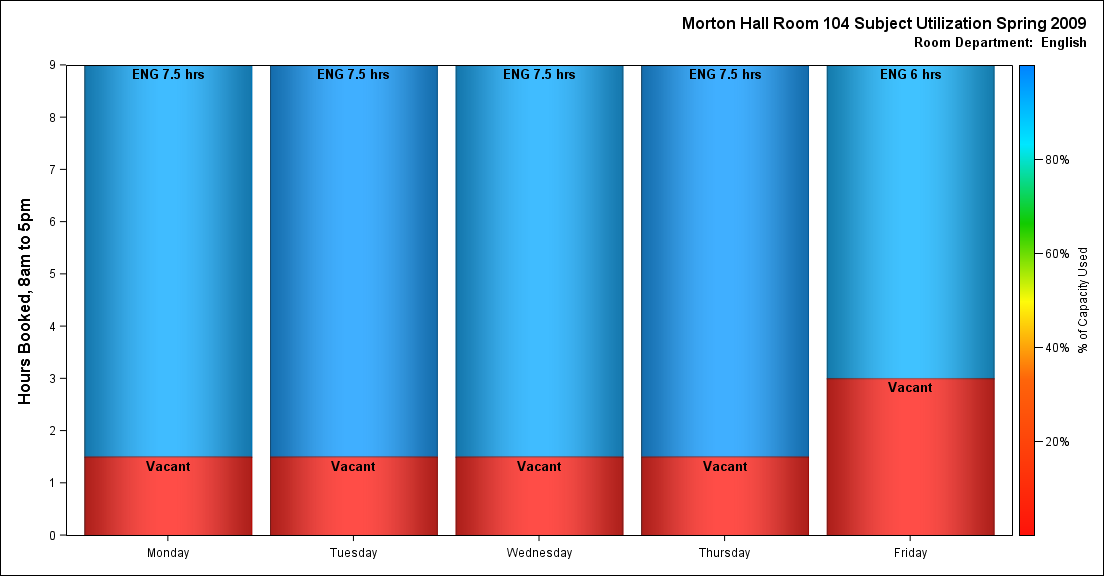 Morton Hall Room 104 Subject Utilization Spring 2009
Room Department:  English
Hours Booked, 8am to 5pm
9
8
7
6
5
4
3
2
1
0
ENG 7.5 hrs
ENG 7.5 hrs
ENG 7.5 hrs
ENG 7.5 hrs
ENG 6 hrs
Vacant
Vacant
Vacant
Vacant
Vacant
Monday
Tuesday
Wednesday
Thursday
Friday
80%
60%
40%
20%
% of Capacity Used